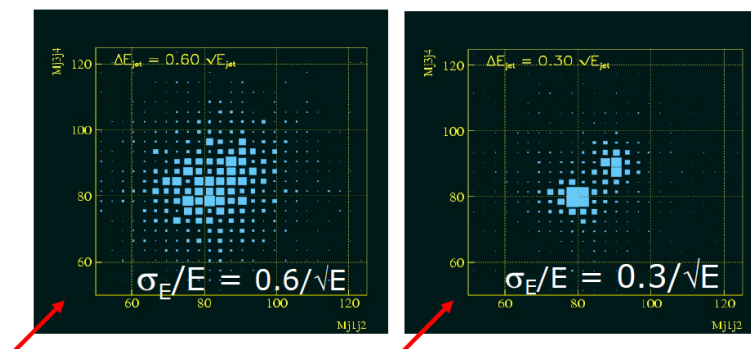 ΔE_jet = 0.60 √E_jet
Mj3j4
120
100
80
60
σ_E/E = 0.6/√E
60 80 100 120
Mj1j2
ΔE_jet = 0.30 √E_jet
Mj3j4
120
100
80
60
σ_E/E = 0.3/√E
60 80 100 120
Mj1j2